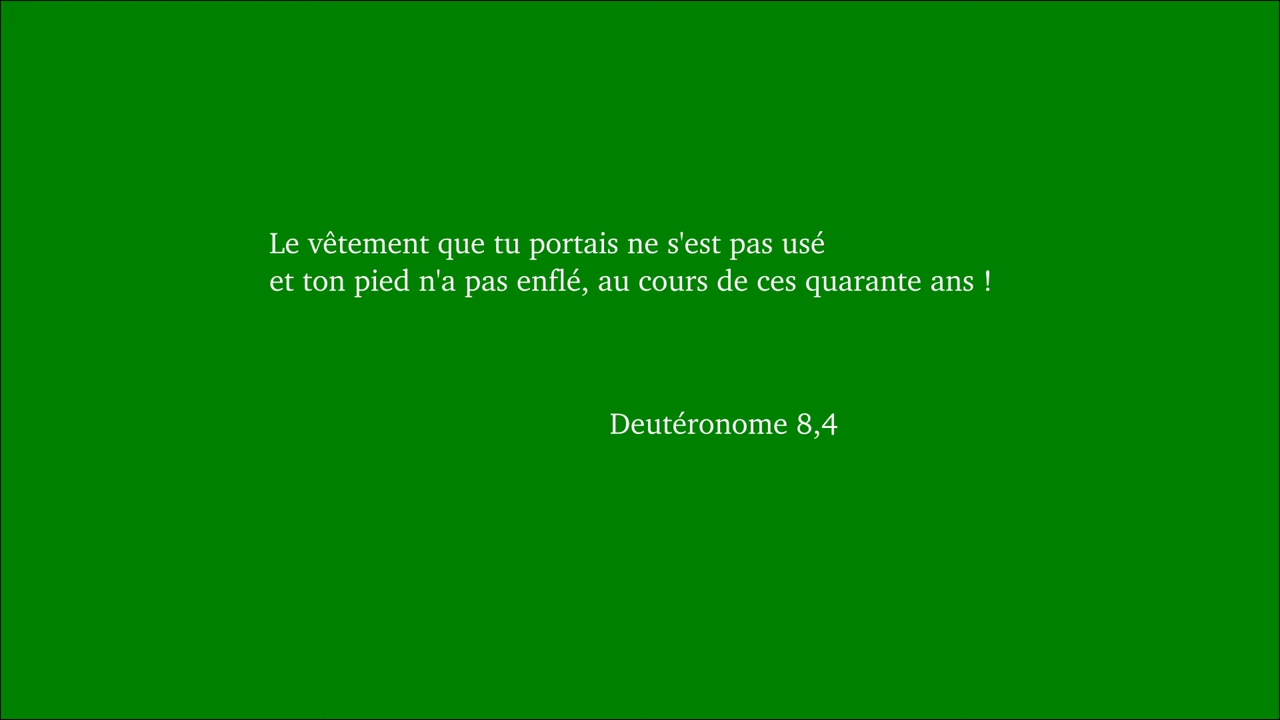 Le vêtement que tu portais ne s'est pas usé
et ton pied n'a pas enflé, au cours de ces quarante ans !
Deutéronome 8,4